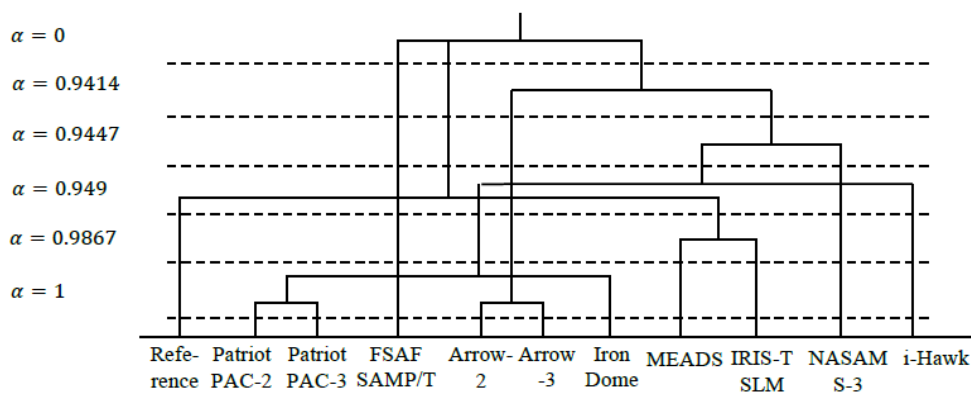 α = 0
α = 0.9414
α = 0.9447
α = 0.949
α = 0.9867
α = 1
Refe- Patriot Patriot FSAF Arrow- Arrow Iron MEADS IRIS-T NASAM i-Hawk
rence PAC-2 PAC-3 SAMP/T 2 -3 Dome SLM S-3